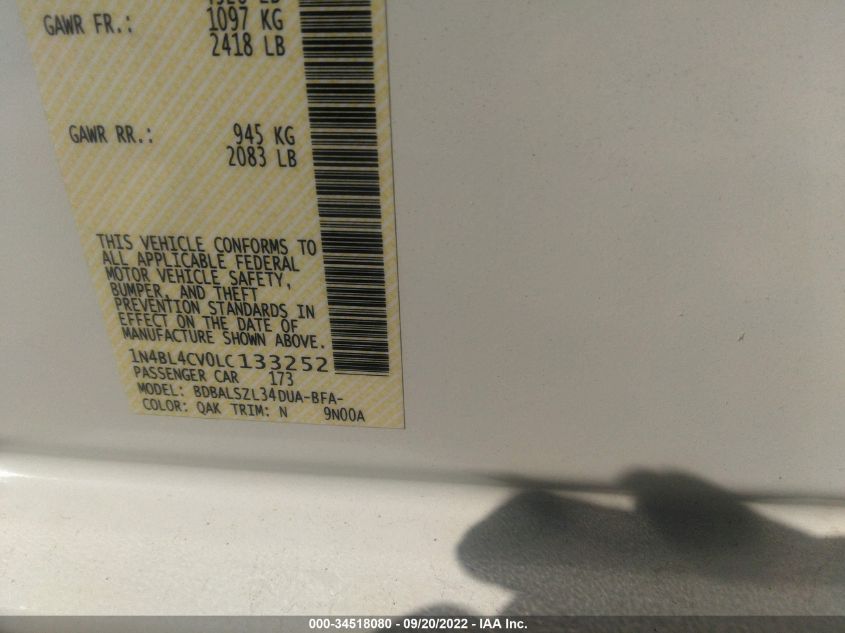 GAWR FR.: 1097 KG
2418 LB
GAWR RR.: 945 KG
2083 LB
THIS VEHICLE CONFORMS TO
ALL APPLICABLE FEDERAL
MOTOR VEHICLE SAFETY,
BUMPER, AND THEFT
PREVENTION STANDARDS IN
EFFECT ON THE DATE OF
MANUFACTURE SHOWN ABOVE.
1N4BL4CV0LC133252
PASSENGER CAR 173
MODEL: BDBALSZL34DUA-BFA-
COLOR: QAK TRIM: N 9N00A
000-34518080 - 09/20/2022 - IAA Inc.